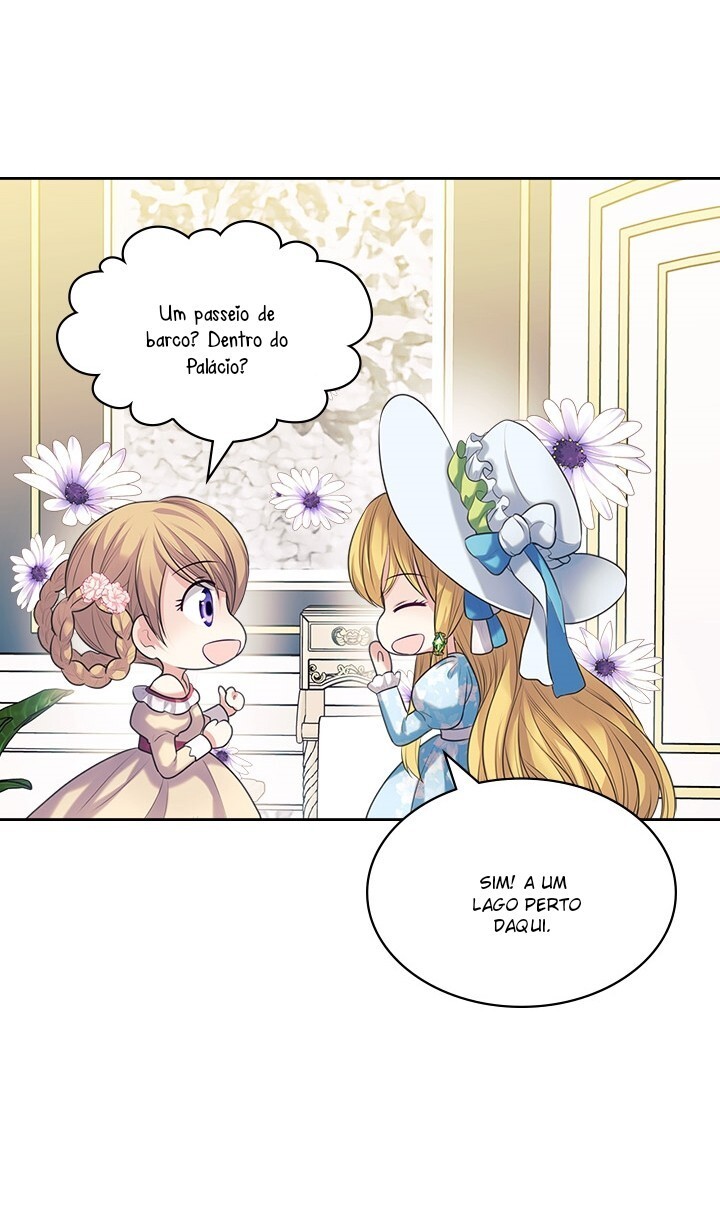 Um passeio de
barco? Dentro do
Palácio?
SIM! A UM
LAGO PERTO
DAQUI.